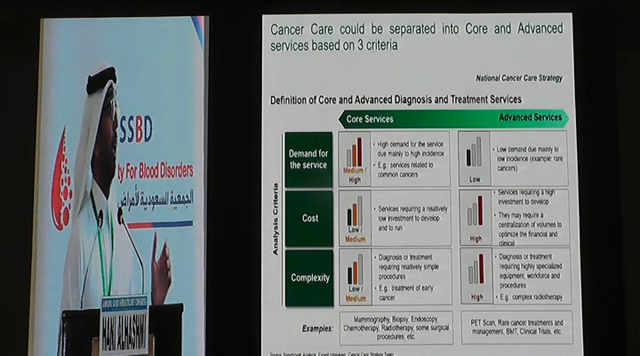 SSBD
ty For Blood Disorders
الجمعية السعودية لأمراض
HANI ALHASHMI
Cancer Care could be separated into Core and Advanced
services based on 3 criteria
National Cancer Care Strategy
Definition of Core and Advanced Diagnosis and Treatment Services
Core Services
Advanced Services
Analysis Criteria
Demand for
the service
Medium /
High
• High demand for the service
due mainly to high incidence
• E.g.: services related to
common cancers
Low
• Low demand due mainly to
low incidence (example: rare
cancers)
Cost
Low /
Medium
• Services requiring a relatively
low investment to develop
and to run
High
• Services requiring a high
investment to develop
• They may require a
centralization of volumes to
optimize the financial and
clinical
Complexity
Low /
Medium
• Diagnosis or treatment
requiring relatively simple
procedures
• E.g.: treatment of early
cancer
High
• Diagnosis or treatment
requiring highly specialized
equipment, workforce and
procedures
• E.g.: complex radiotherapy
Examples:
Mammography, Biopsy, Endoscopy,
Chemotherapy, Radiotherapy, some surgical
procedures, etc.
PET Scan, Rare cancer treatments and
management, BMT, Clinical Trials, etc.